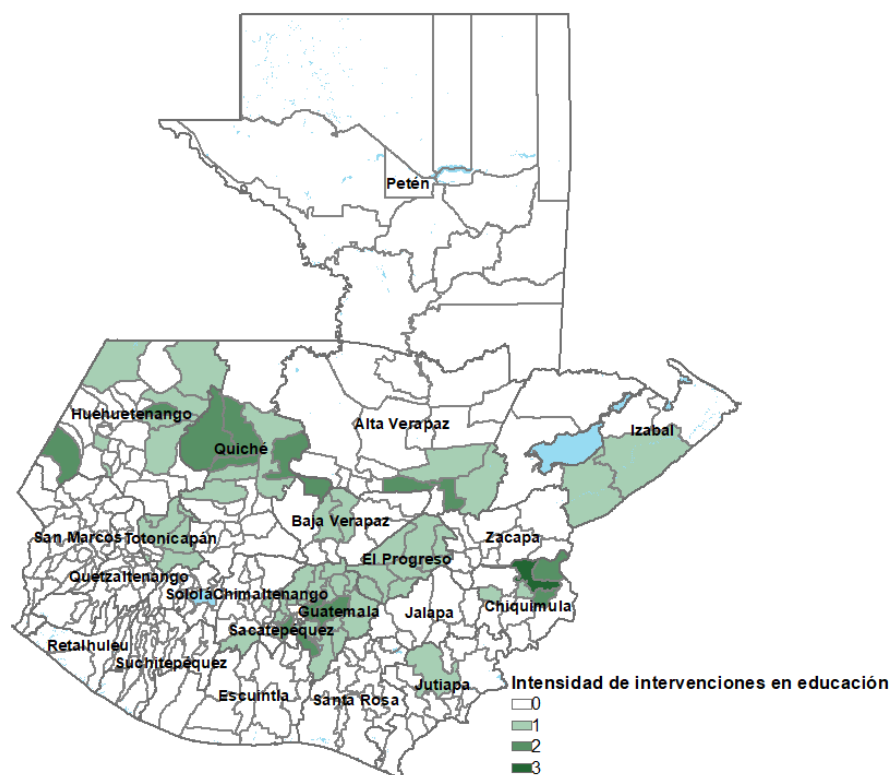 Petén
Huehuetenango
Alta Verapaz
Izabal
Quiché
Baja Verapaz
Zacapa
San Marcos
Totonicapán
El Progreso
Quetzaltenango
Sololá
Chimaltenango
Guatemala
Jalapa
Chiquimula
Sacatepéquez
Retalhuleu
Suchitepéquez
Escuintla
Santa Rosa
Jutiapa
Intensidad de intervenciones en educación
0
1
2
3